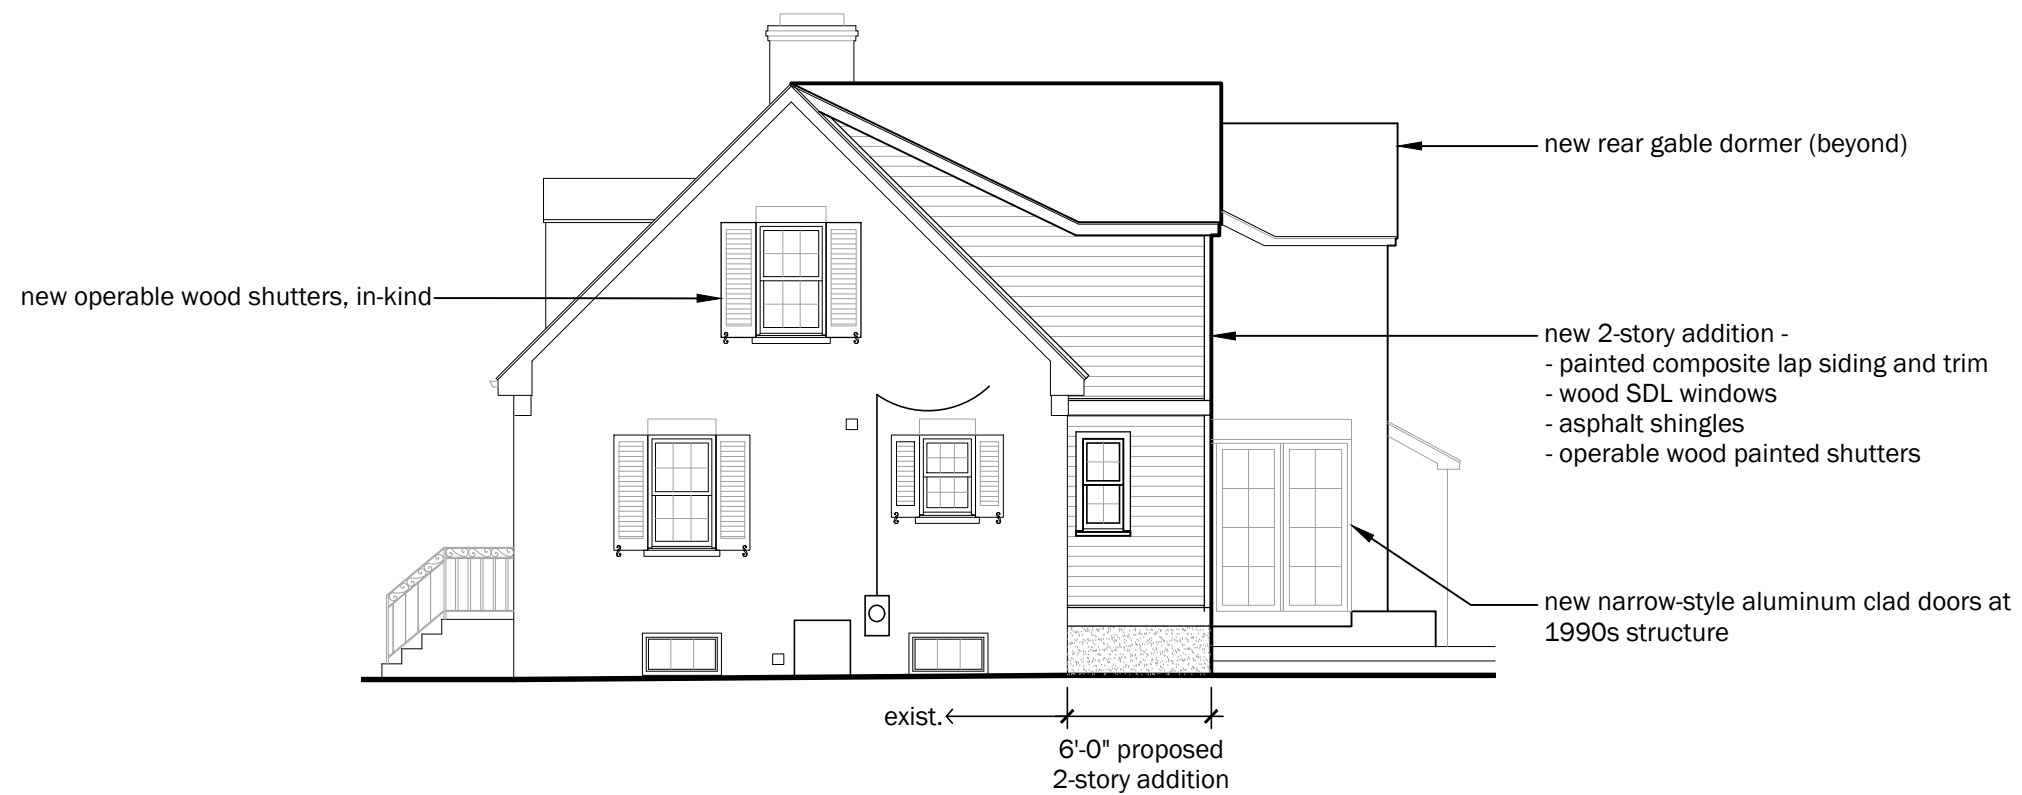 new rear gable dormer (beyond)
new operable wood shutters, in-kind
new 2-story addition -
- painted composite lap siding and trim
- wood SDL windows
- asphalt shingles
- operable wood painted shutters
new narrow-style aluminum clad doors at
1990s structure
exist.
6'-0" proposed
2-story addition